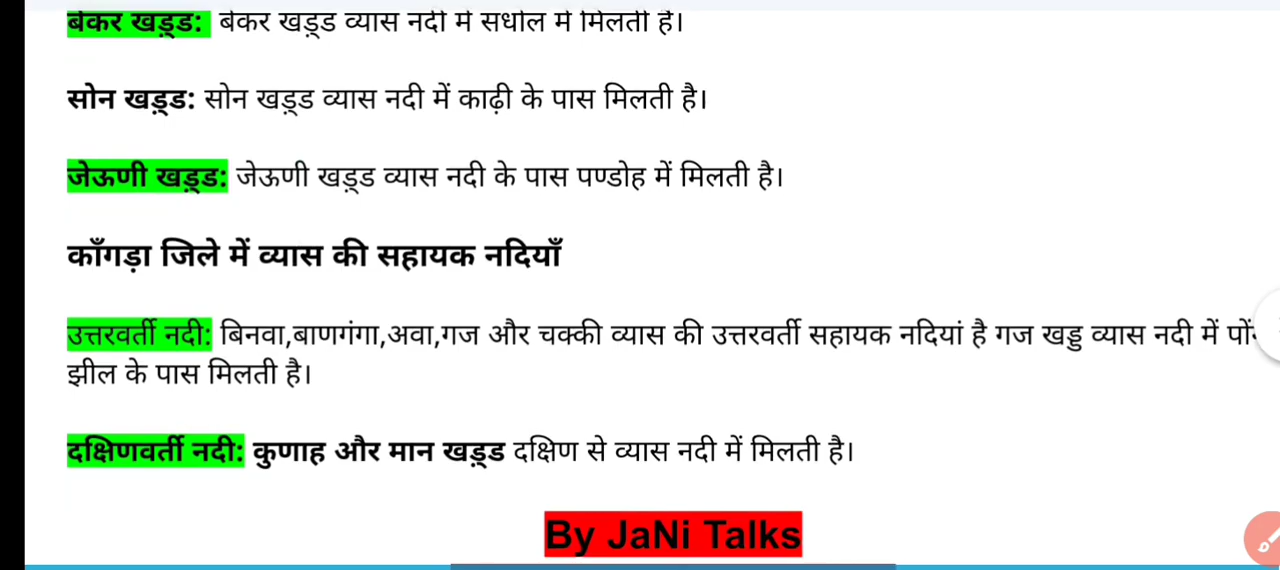 बकर खड़्ड: बकर खड़्ड व्यास नदी में संधोल में मिलती है।
सोन खड़्ड: सोन खड़्ड व्यास नदी में काढ़ी के पास मिलती है।
जेऊणी खड़्ड: जेऊणी खड़्ड व्यास नदी के पास पण्डोह में मिलती है।
काँगड़ा जिले में व्यास की सहायक नदियाँ
उत्तरवर्ती नदी: बिनवा,बाणगंगा,अवा,गज और चक्की व्यास की उत्तरवर्ती सहायक नदियां है गज खड्ड व्यास नदी में
झील के पास मिलती है।
दक्षिणवर्ती नदी: कुणाह और मान खड़्ड दक्षिण से व्यास नदी में मिलती है।
By JaNi Talks